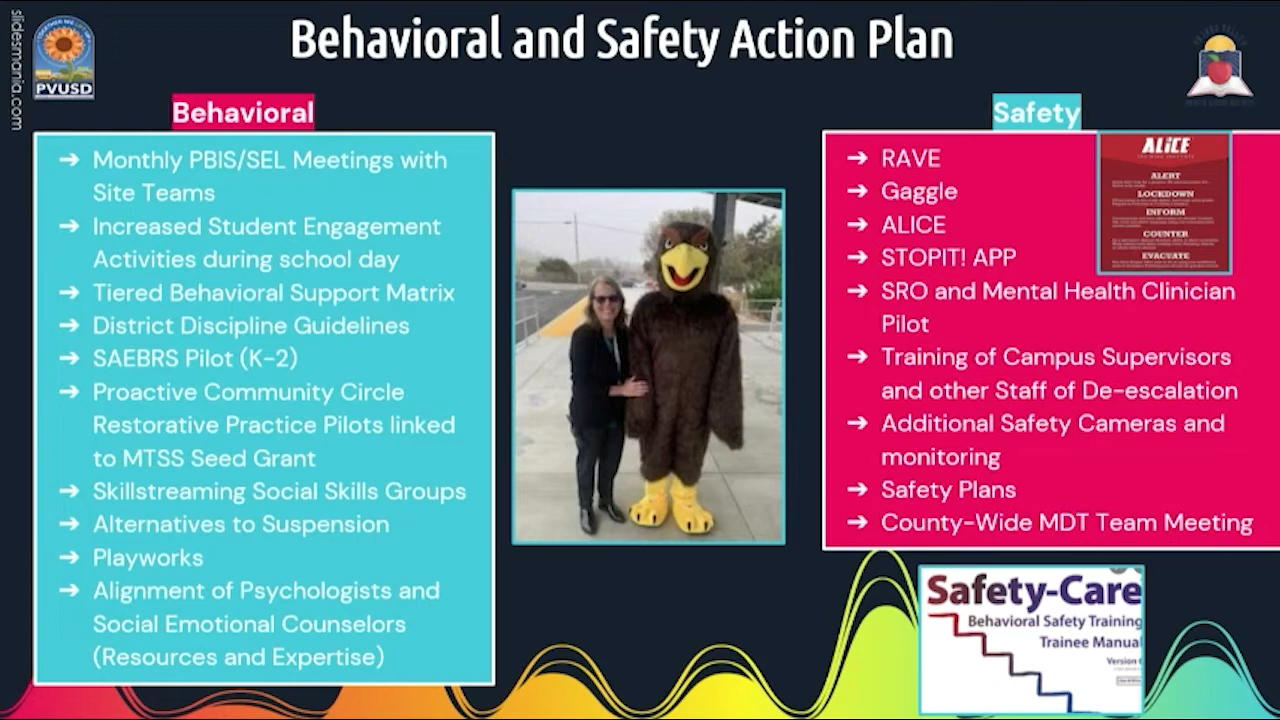 slidesmania.com
PVUSD
Behavioral and Safety Action Plan
Behavioral
➔ Monthly PBIS/SEL Meetings with
Site Teams
➔ Increased Student Engagement
Activities during school day
➔ Tiered Behavioral Support Matrix
➔ District Discipline Guidelines
➔ SAEBRS Pilot (K-2)
➔ Proactive Community Circle
Restorative Practice Pilots linked
to MTSS Seed Grant
➔ Skillstreaming Social Skills Groups
➔ Alternatives to Suspension
➔ Playworks
➔ Alignment of Psychologists and
Social Emotional Counselors
(Resources and Expertise)
Safety
➔ RAVE
➔ Gaggle
➔ ALICE
➔ STOPIT! APP
➔ SRO and Mental Health Clinician
Pilot
➔ Training of Campus Supervisors
and other Staff of De-escalation
➔ Additional Safety Cameras and
monitoring
➔ Safety Plans
➔ County-Wide MDT Team Meeting
ALICE
ALERT
LOCKDOWN
INFORM
COUNTER
EVACUATE
Safety-Care
Behavioral Safety Training
Trainee Manual
Version